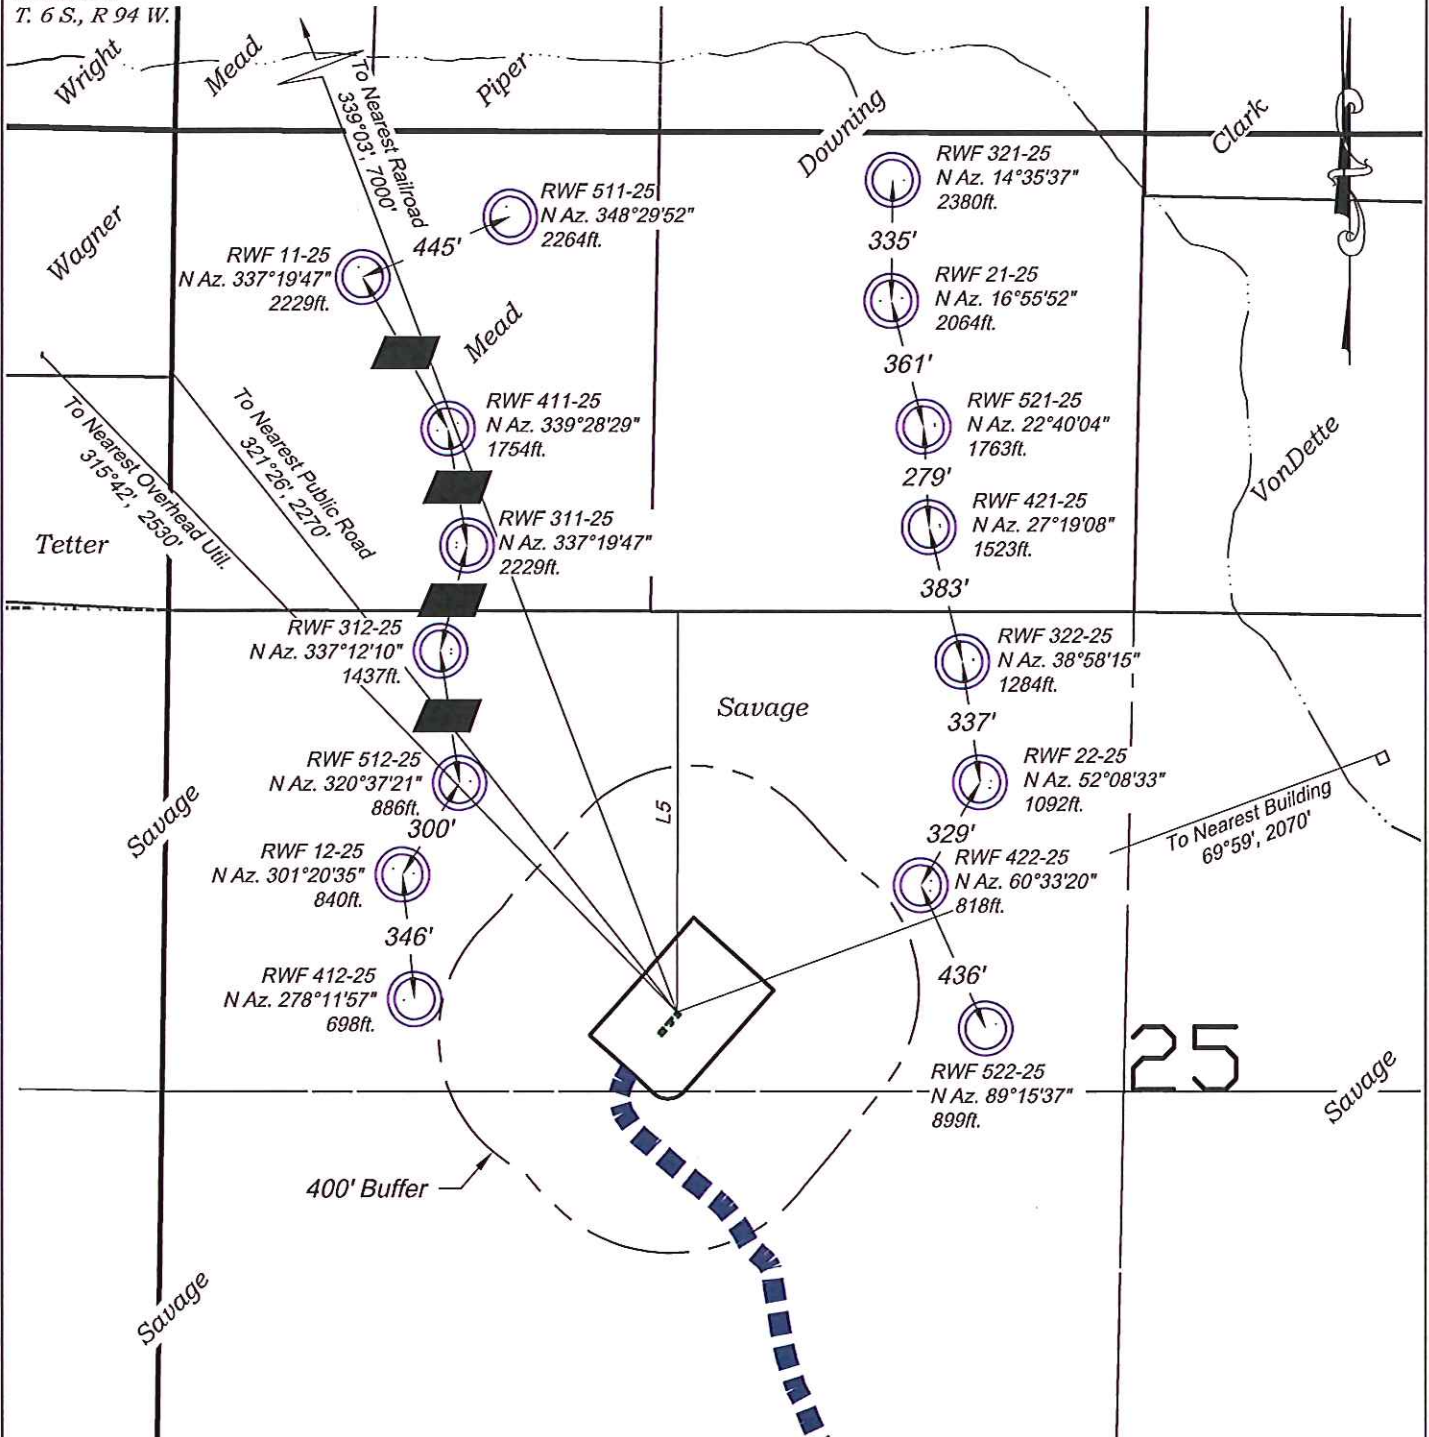 T. 6 S., R 94 W.
Wright
Mead
Piper
Downing
Clark
To Nearest Railroad
339°03', 7000'
Wagner
RWF 511-25
N Az. 348°29'52"
2264ft.
445'
RWF 11-25
N Az. 337°19'47"
2229ft.
Mead
RWF 321-25
N Az. 14°35'37"
2380ft.
335'
RWF 21-25
N Az. 16°55'52"
2064ft.
361'
To Nearest Overhead Util.
315°42', 2530'
To Nearest Public Road
321°26', 2270'
RWF 411-25
N Az. 339°28'29"
1754ft.
RWF 521-25
N Az. 22°40'04"
1763ft.
279'
VonDette
Tetter
RWF 311-25
N Az. 337°19'47"
2229ft.
RWF 421-25
N Az. 27°19'08"
1523ft.
383'
RWF 312-25
N Az. 337°12'10"
1437ft.
RWF 322-25
N Az. 38°58'15"
1284ft.
Savage
337'
RWF 512-25
N Az. 320°37'21"
886ft.
300'
RWF 22-25
N Az. 52°08'33"
1092ft.
329'
L5
Savage
To Nearest Building
69°59', 2070'
RWF 12-25
N Az. 301°20'35"
840ft.
346'
RWF 422-25
N Az. 60°33'20"
818ft.
436'
RWF 412-25
N Az. 278°11'57"
698ft.
RWF 522-25
N Az. 89°15'37"
899ft.
25
Savage
400' Buffer
Savage